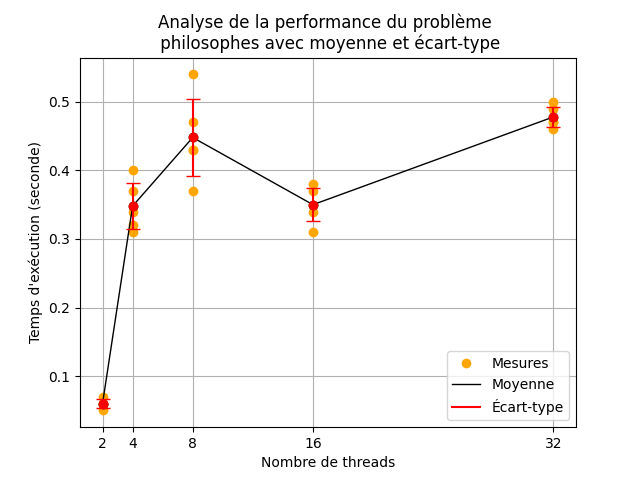 Analyse de la performance du problème
philosophes avec moyenne et écart-type
Temps d'exécution (seconde)
0.5
0.4
0.3
0.2
0.1
Mesures
Moyenne
Écart-type
2 4 8 16 32
Nombre de threads